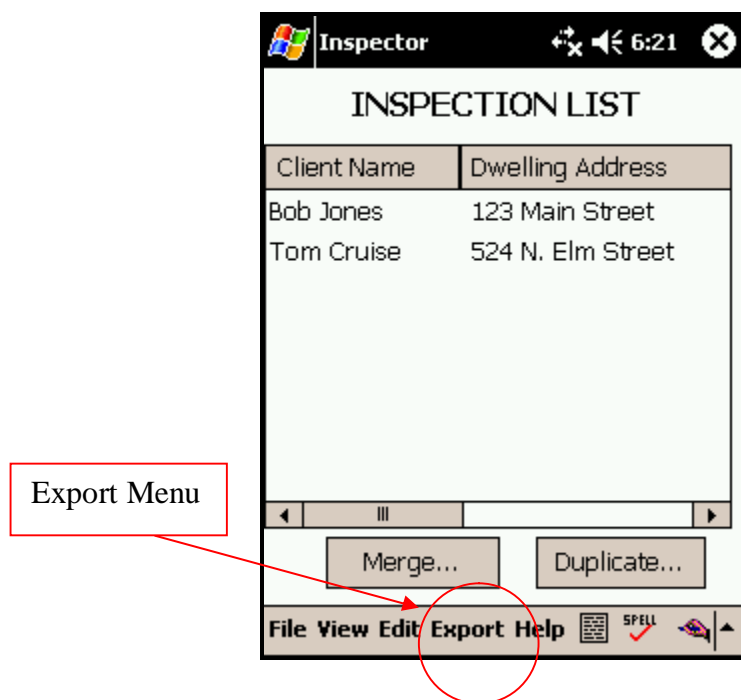 Inspector 6:21
INSPECTION LIST
Client Name Dwelling Address
Bob Jones 123 Main Street
Tom Cruise 524 N. Elm Street
Export Menu
Merge... Duplicate...
File View Edit Export Help SPELL